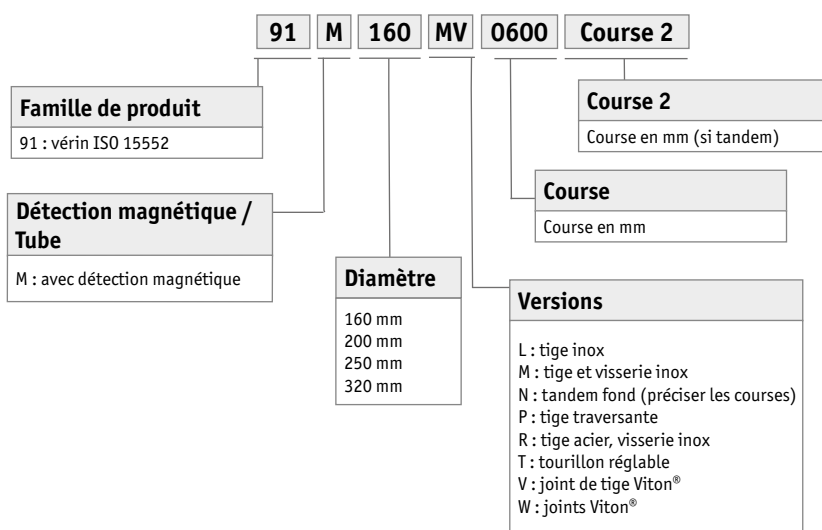 91 M 160 MV 0600 Course 2
Famille de produit
91 : vérin ISO 15552
Course 2
Course en mm (si tandem)
Course
Course en mm
Détection magnétique /
Tube
M : avec détection magnétique
Diamètre
160 mm
200 mm
250 mm
320 mm
Versions
L : tige inox
M : tige et visserie inox
N : tandem fond (préciser les courses)
P : tige traversante
R : tige acier, visserie inox
T : tourillon réglable
V : joint de tige Viton®
W : joints Viton®